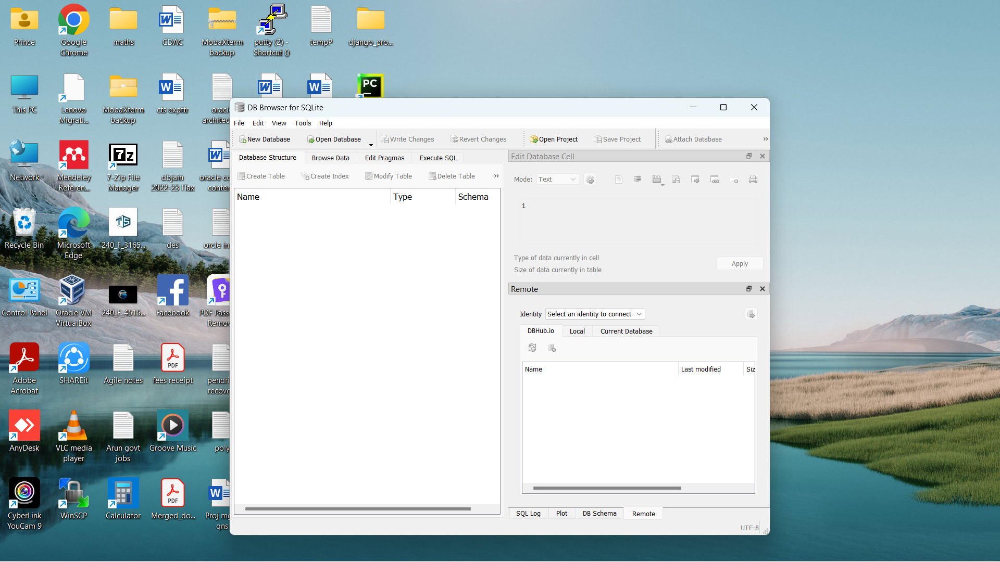 Prince
Google
Chrome
maths
CDAC
MobaXterm
backup
putty (2) -
Shortcut ()
tempP
django_pro...
This PC
Lenovo
Migrati...
MobaXterm
backup
cts expttr
oracl
architec
PC
Network
Mendeley
Referen...
7-Zip File
Manager
dbjain
2022-23 ITax
oracle co
conter
Recycle Bin
Microsoft
Edge
240_F_3165...
des
orcle in
Control Panel
Oracle VM
VirtualBox
240_F_4515...
Facebook
PDF Pass
Remov
Adobe
Acrobat
SHAREit
Agile notes
PDF
fees receipt
pendri
recove
AnyDesk
VLC media
player
Arun govt
jobs
Groove Music
poly
CyberLink
YouCam 9
WinSCP
Calculator
PDF
Merged_do...
Proj mg
qns
DB Browser for SQLite
File Edit View Tools Help
New Database Open Database Write Changes Revert Changes Open Project Save Project Attach Database »
Database Structure Browse Data Edit Pragmas Execute SQL
Create Table Create Index Modify Table Delete Table »
Name Type Schema
Edit Database Cell
Mode: Text
1
Type of data currently in cell
Size of data currently in table
Apply
Remote
Identity Select an identity to connect
DBHub.io Local Current Database
Name Last modified Siz
SQL Log Plot DB Schema Remote
UTF-8